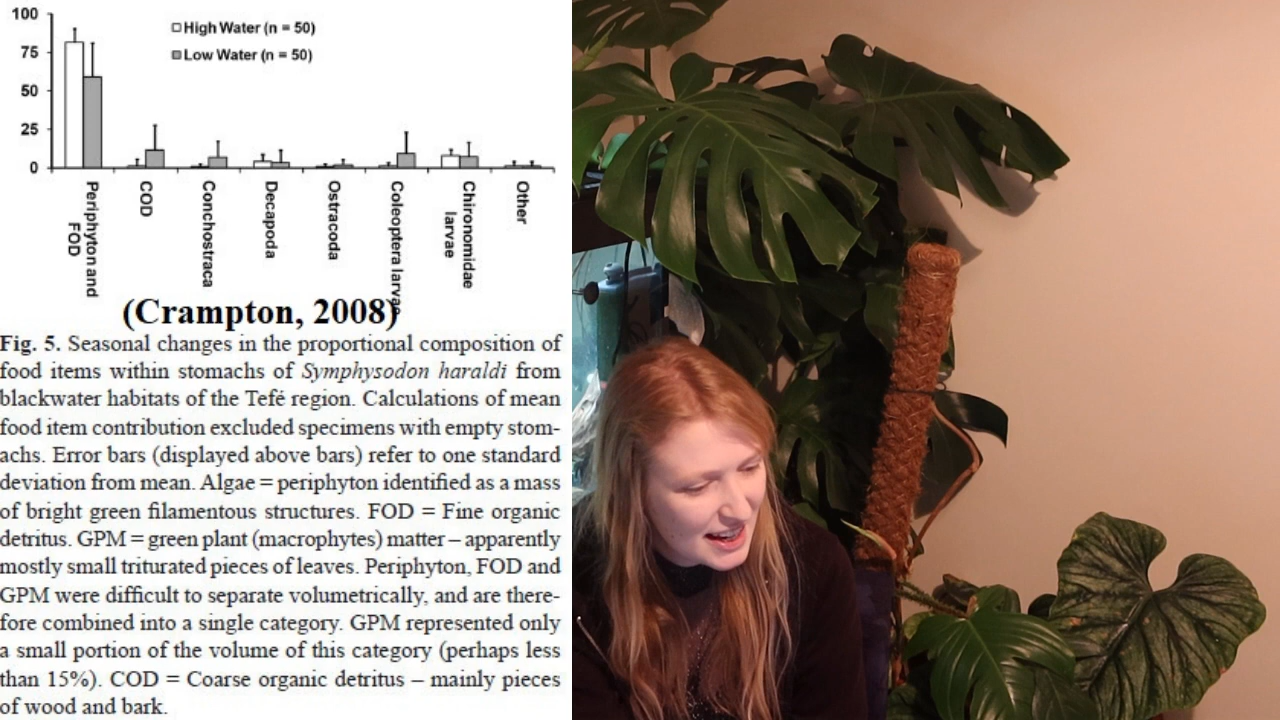 100
75
50
25
0
High Water (n = 50)
Low Water (n = 50)
Periphyton and
FOD
COD
Conchostraca
Decapoda
Ostracoda
Coleoptera larvae
Chironomidae
larvae
Other
(Crampton, 2008)
Fig. 5. Seasonal changes in the proportional composition of
food items within stomachs of Symphysodon haraldi from
blackwater habitats of the Tefé region. Calculations of mean
food item contribution excluded specimens with empty stom-
achs. Error bars (displayed above bars) refer to one standard
deviation from mean. Algae = periphyton identified as a mass
of bright green filamentous structures. FOD = Fine organic
detritus. GPM = green plant (macrophytes) matter – apparently
mostly small triturated pieces of leaves. Periphyton, FOD and
GPM were difficult to separate volumetrically, and are there-
fore combined into a single category. GPM represented only
a small portion of the volume of this category (perhaps less
than 15%). COD = Coarse organic detritus – mainly pieces
of wood and bark.